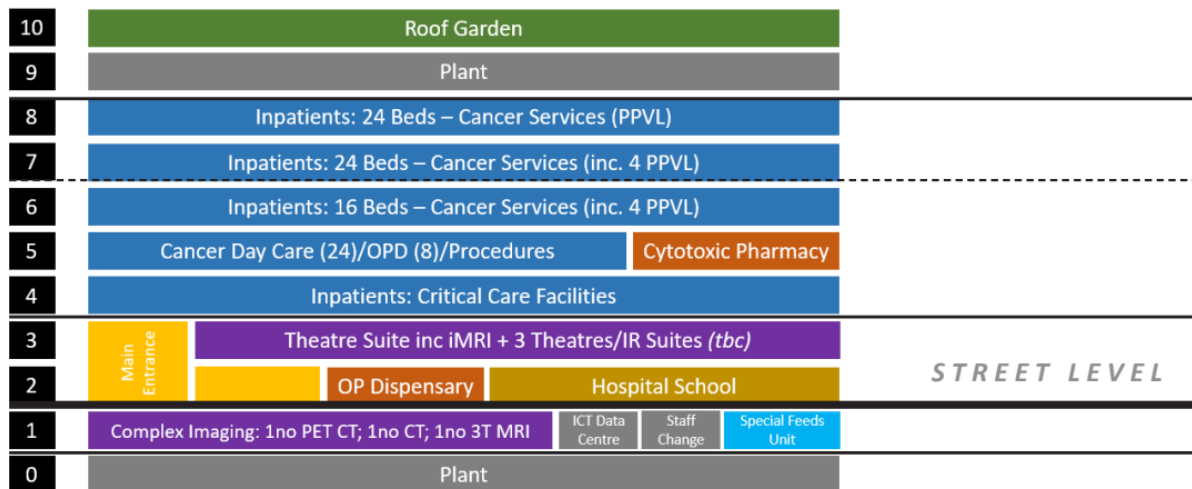 10
Roof Garden
9
Plant
8
Inpatients: 24 Beds – Cancer Services (PPVL)
7
Inpatients: 24 Beds – Cancer Services (inc. 4 PPVL)
6
Inpatients: 16 Beds – Cancer Services (inc. 4 PPVL)
5
Cancer Day Care (24)/OPD (8)/Procedures
Cytotoxic Pharmacy
4
Inpatients: Critical Care Facilities
3
Main
Entrance
Theatre Suite inc iMRI + 3 Theatres/IR Suites (tbc)
2
OP Dispensary
Hospital School
STREET LEVEL
1
Complex Imaging: 1no PET CT; 1no CT; 1no 3T MRI
ICT Data
Centre
Staff
Change
Special Feeds
Unit
0
Plant